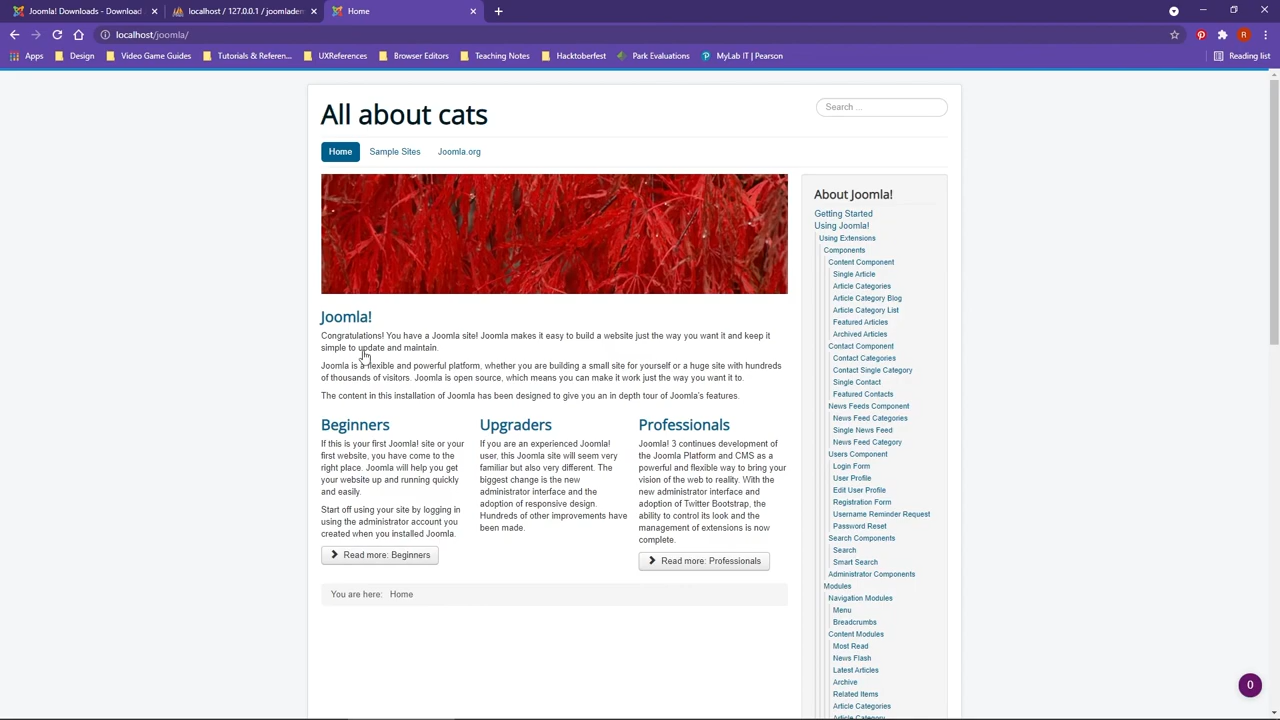 Joomla Downloads - Download
localhost / 127.0.0.1 / joomlader
Home
localhost/joomla/
Apps
Design
Video Game Guides
Tutorials & Referen...
UXReferences
Browser Editors
Teaching Notes
Hacktoberfest
Park Evaluations
MyLab IT | Pearson
Reading list
All about cats
Search ...
Home
Sample Sites
Joomla.org
Joomla!
Congratulations! You have a Joomla site! Joomla makes it easy to build a website just the way you want it and keep it
simple to update and maintain.
Joomla is a flexible and powerful platform, whether you are building a small site for yourself or a huge site with hundreds
of thousands of visitors. Joomla is open source, which means you can make it work just the way you want it to.
The content in this installation of Joomla has been designed to give you an in depth tour of Joomla's features.
Beginners
If this is your first Joomla! site or your
first website, you have come to the
right place. Joomla will help you get
your website up and running quickly
and easily.
Start off using your site by logging in
using the administrator account you
created when you installed Joomla.
Read more: Beginners
Upgraders
If you are an experienced Joomla!
user, this Joomla site will seem very
familiar but also very different. The
biggest change is the new
administrator interface and the
adoption of responsive design.
Hundreds of other improvements have
been made.
Professionals
Joomla! 3 continues development of
the Joomla Platform and CMS as a
powerful and flexible way to bring your
vision of the web to reality. With the
new administrator interface and
adoption of Twitter Bootstrap, the
ability to control its look and the
management of extensions is now
complete.
Read more: Professionals
You are here: Home
About Joomla!
Getting Started
Using Joomla!
Using Extensions
Components
Content Component
Single Article
Article Categories
Article Category Blog
Article Category List
Featured Articles
Archived Articles
Contact Component
Contact Categories
Contact Single Category
Single Contact
Featured Contacts
News Feeds Component
News Feed Categories
Single News Feed
News Feed Category
Users Component
Login Form
User Profile
Edit User Profile
Registration Form
Username Reminder Request
Password Reset
Search Components
Search
Smart Search
Administrator Components
Modules
Navigation Modules
Menu
Breadcrumbs
Content Modules
Most Read
News Flash
Latest Articles
Archive
Related Items
Article Categories
Article Category
R
0